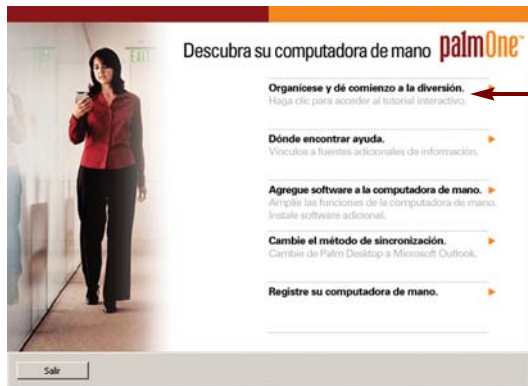 Descubra su computadora de mano palmOne
Organícese y dé comienzo a la diversión.
Haga clic para acceder al tutorial interactivo.
Dónde encontrar ayuda.
Vínculos a fuentes adicionales de información.
Agregue software a la computadora de mano.
Amplíe las funciones de la computadora de mano.
Instale software adicional.
Cambie el método de sincronización.
Cambie de Palm Desktop a Microsoft Outlook.
Registre su computadora de mano.
Salir
EXIT